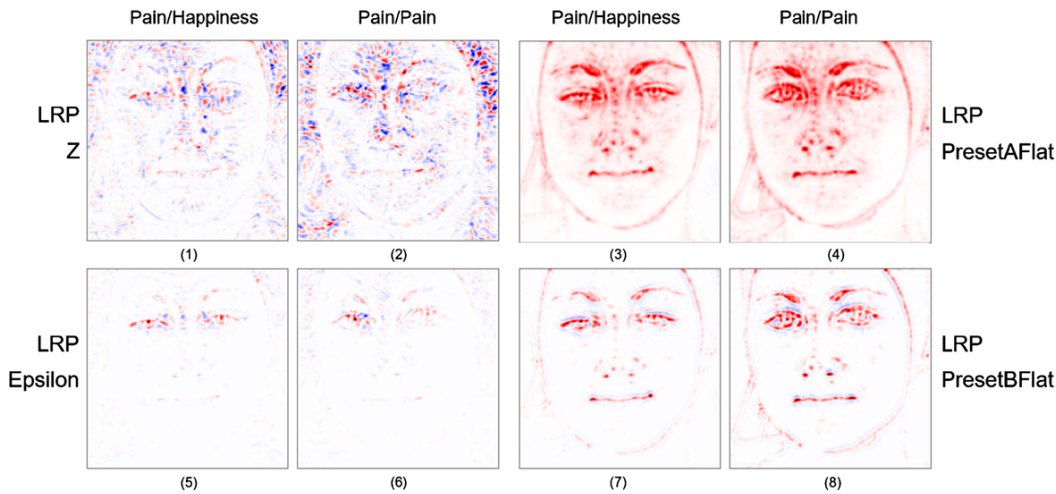 Pain/Happiness
Pain/Pain
Pain/Happiness
Pain/Pain
LRP
Z
LRP
PresetAFlat
(1)
(2)
(3)
(4)
LRP
Epsilon
LRP
PresetBFlat
(5)
(6)
(7)
(8)